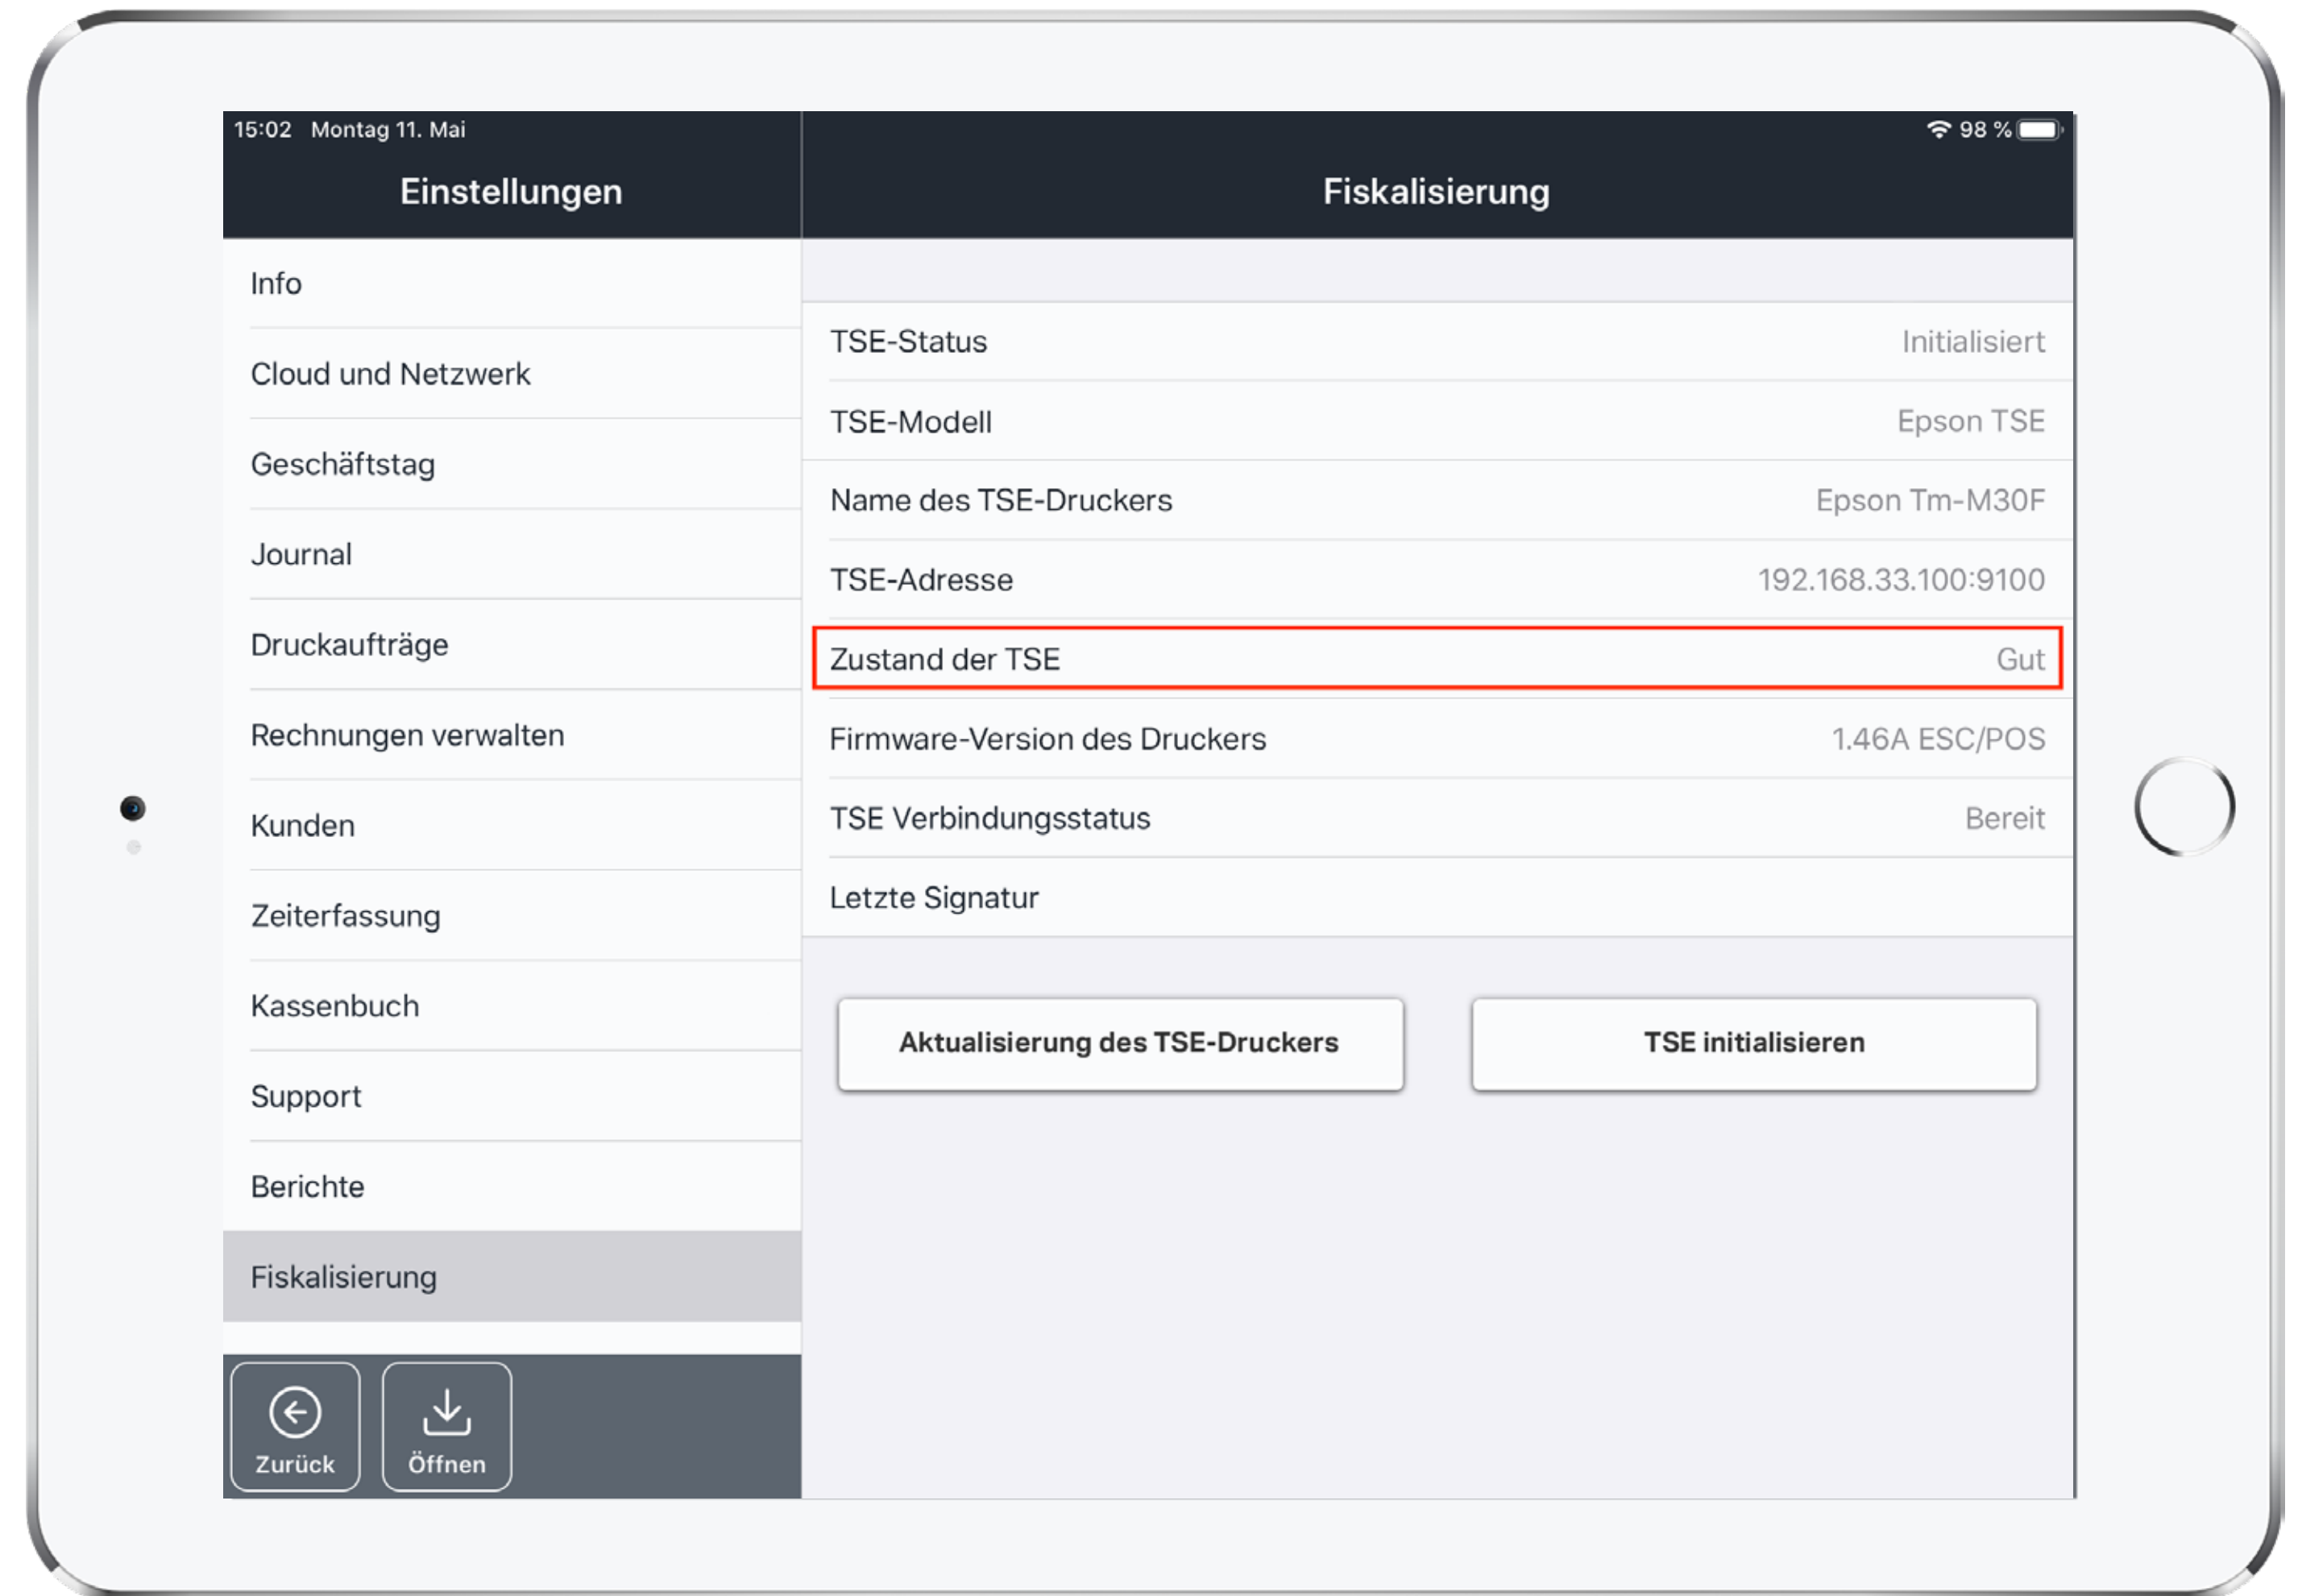 15:02 Montag 11. Mai
98 %
Einstellungen
Fiskalisierung
Info
Cloud und Netzwerk
Geschäftstag
Journal
Druckaufträge
Rechnungen verwalten
Kunden
Zeiterfassung
Kassenbuch
Support
Berichte
Fiskalisierung
Zurück
Öffnen
TSE-Status Initialisiert
TSE-Modell Epson TSE
Name des TSE-Druckers Epson Tm-M30F
TSE-Adresse 192.168.33.100:9100
Zustand der TSE Gut
Firmware-Version des Druckers 1.46A ESC/POS
TSE Verbindungsstatus Bereit
Letzte Signatur
Aktualisierung des TSE-Druckers
TSE initialisieren